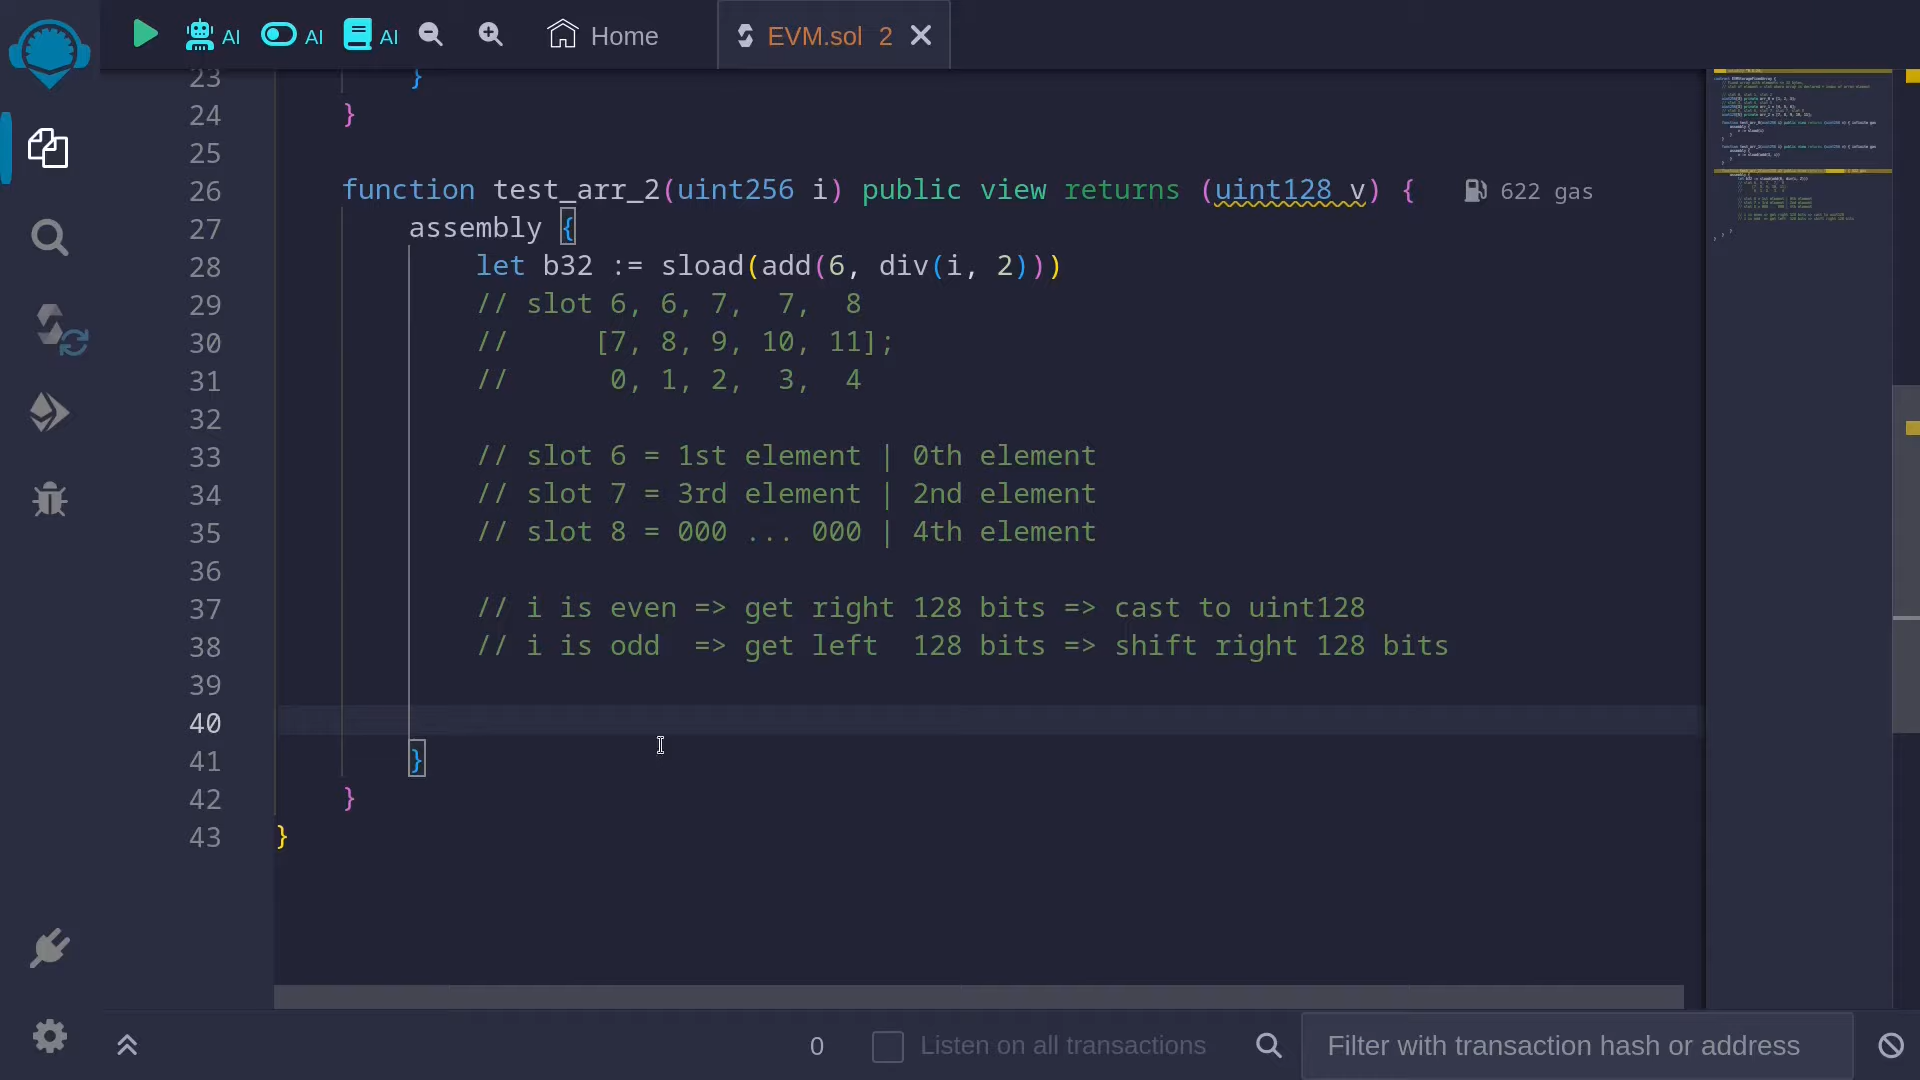 AI AI AI Home EVM.sol 2
23 }
24 }
25
26 function test_arr_2(uint256 i) public view returns (uint128 v) { 622 gas
27 assembly {
28 let b32 := sload(add(6, div(i, 2)))
29 // slot 6, 6, 7,  7,  8
30 //     [7, 8, 9, 10, 11];
31 //      0, 1, 2,  3,  4
32
33 // slot 6 = 1st element | 0th element
34 // slot 7 = 3rd element | 2nd element
35 // slot 8 = 000 ... 000 | 4th element
36
37 // i is even => get right 128 bits => cast to uint128
38 // i is odd  => get left  128 bits => shift right 128 bits
39
40
41 }
42 }
43 }
0 Listen on all transactions Filter with transaction hash or address